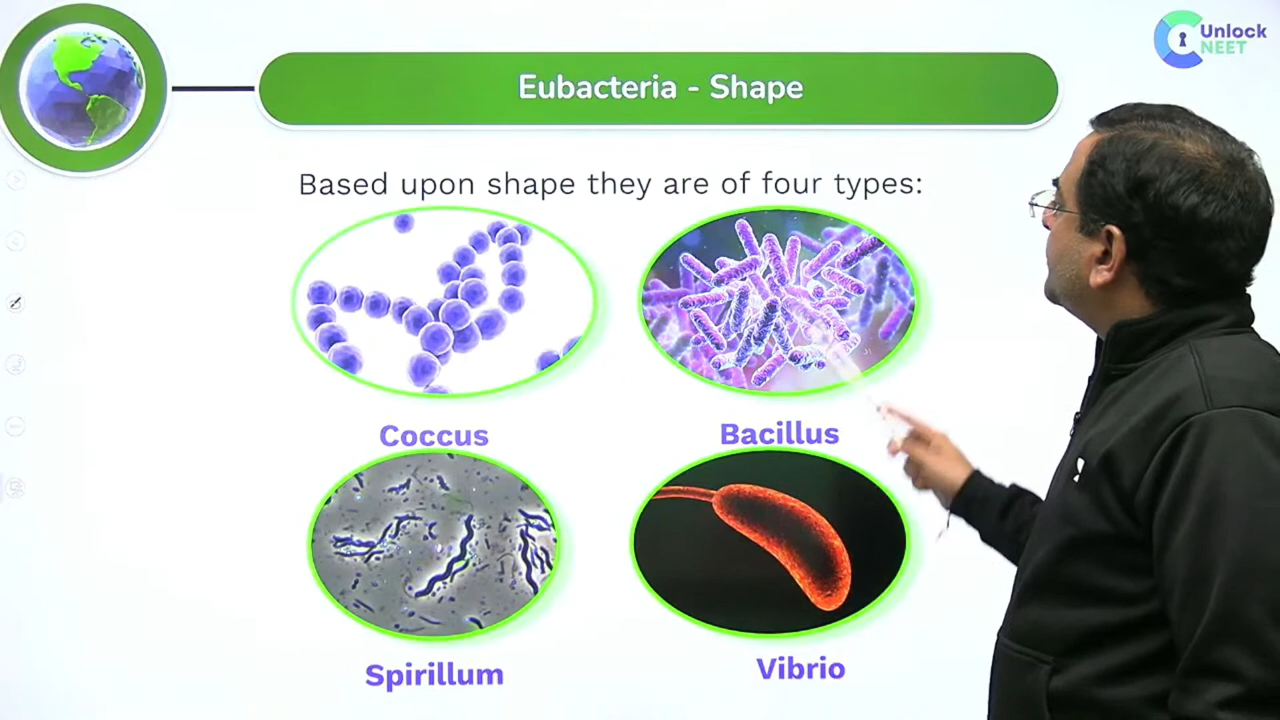 Unlock
NEET
Eubacteria - Shape
Based upon shape they are of four types:
Coccus
Bacillus
Spirillum
Vibrio